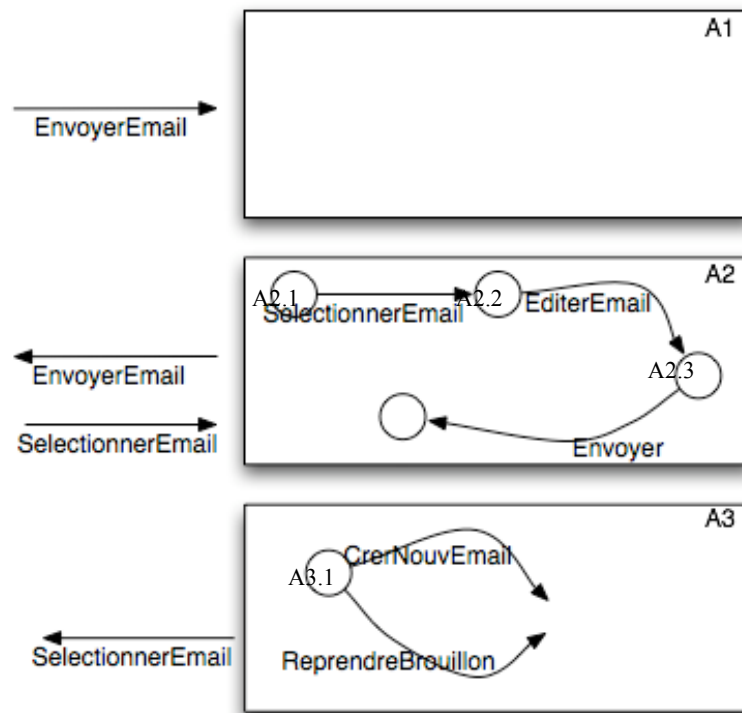 A1
EnvoyerEmail
A2
A2.1
A2.2
SelectionnerEmail
EditerEmail
A2.3
EnvoyerEmail
SelectionnerEmail
Envoyer
A3
CrerNouvEmail
A3.1
SelectionnerEmail
ReprendreBrouillon